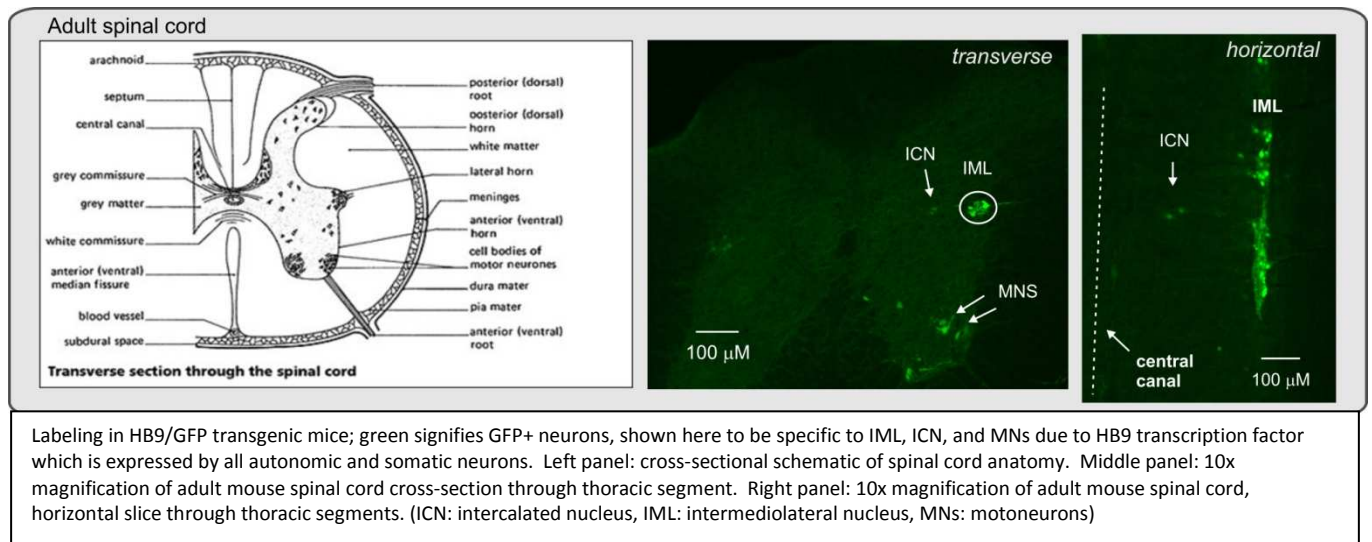 Adult spinal cord
arachnoid
septum
central canal
grey commissure
grey matter
white commissure
anterior (ventral)
median fissure
blood vessel
subdural space
posterior (dorsal)
root
oosterior (dorsal)
horn
white matter
lateral horn
meninges
anterior (ventral)
horn
cell bodies of
motor neurones
dura mater
pia mater
anterior (ventral)
root
Transverse section through the spinal cord
transverse
ICN
IML
MNS
100 μM
horizontal
IML
ICN
central
canal
100 μM
Labeling in HB9/GFP transgenic mice; green signifies GFP+ neurons, shown here to be specific to IML, ICN, and MNs due to HB9 transcription factor
which is expressed by all autonomic and somatic neurons. Left panel: cross-sectional schematic of spinal cord anatomy. Middle panel: 10x
magnification of adult mouse spinal cord cross-section through thoracic segment. Right panel: 10x magnification of adult mouse spinal cord,
horizontal slice through thoracic segments. (ICN: intercalated nucleus, IML: intermediolateral nucleus, MNs: motoneurons)